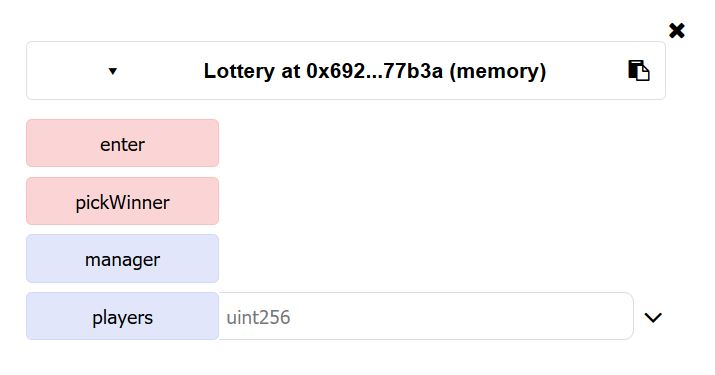 Lottery at 0x692...77b3a (memory)
enter
pickWinner
manager
players uint256